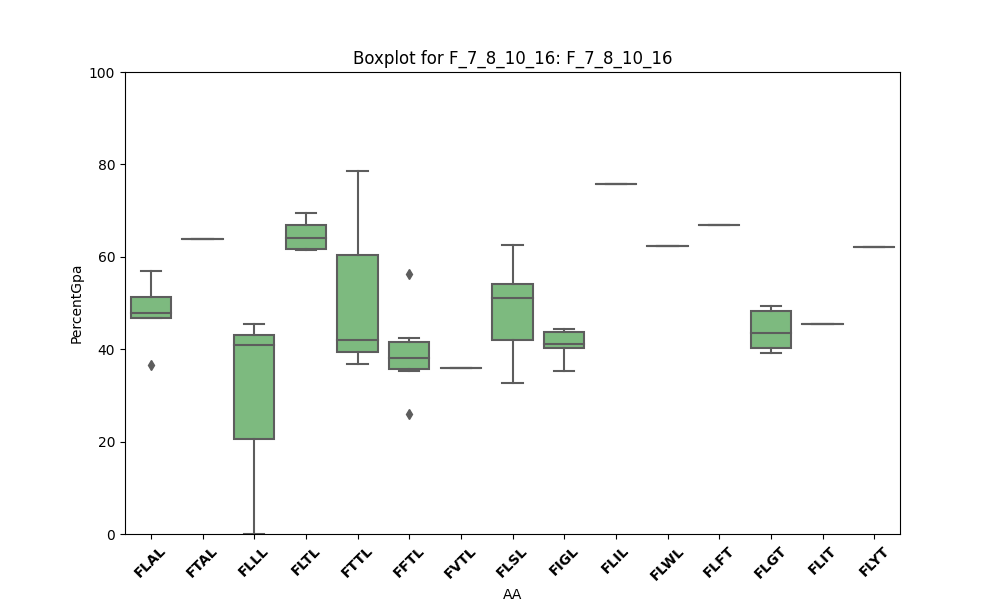 Boxplot for F_7_8_10_16: F_7_8_10_16
PercentGpa
100
80
60
40
20
0
FLAL FTAL FLLL FLTL FTTL FFTL FVTL FLSL FIGL FLIL FLWL FLFT FLGT FLIT FLYT
AA